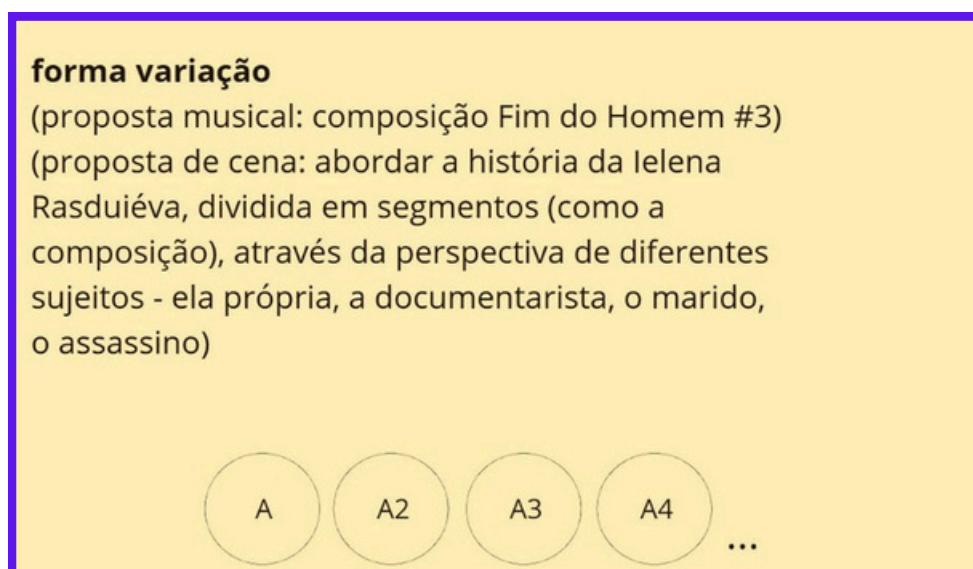 forma variação
(proposta musical: composição Fim do Homem #3)
(proposta de cena: abordar a história da Ielena
Rasduiéva, dividida em segmentos (como a
composição), através da perspectiva de diferentes
sujeitos - ela própria, a documentarista, o marido,
o assassino)
A A2 A3 A4 ...